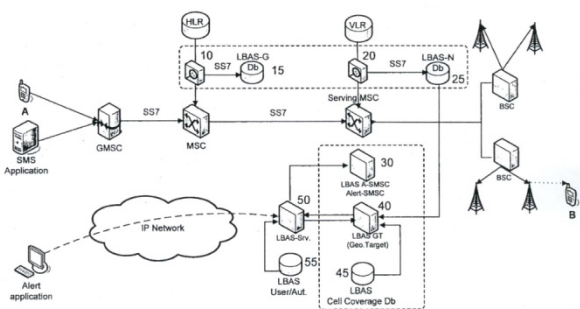 HLR
VLR
10
20
LBAS-G
Db
15
SS7
LBAS-N
Db
25
SS7
A
SMS
Application
GMSC
SS7
MSC
SS7
Serving MSC
BSC
BSC
B
30
LBAS A-SMSC
Alert-SMSC
50
40
LBAS-Srv.
LBAS GT
(Geo.Target)
IP Network
Alert
application
55
LBAS
User/Aut.
45
LBAS
Cell Coverage Db